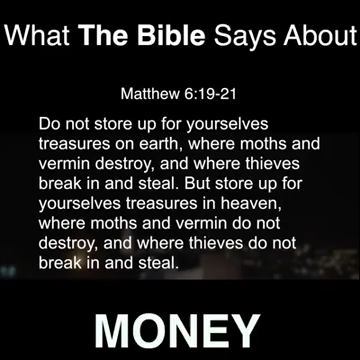 What The Bible Says About
Matthew 6:19-21
Do not store up for yourselves
treasures on earth, where moths and
vermin destroy, and where thieves
break in and steal. But store up for
yourselves treasures in heaven,
where moths and vermin do not
destroy, and where thieves do not
break in and steal.
MONEY